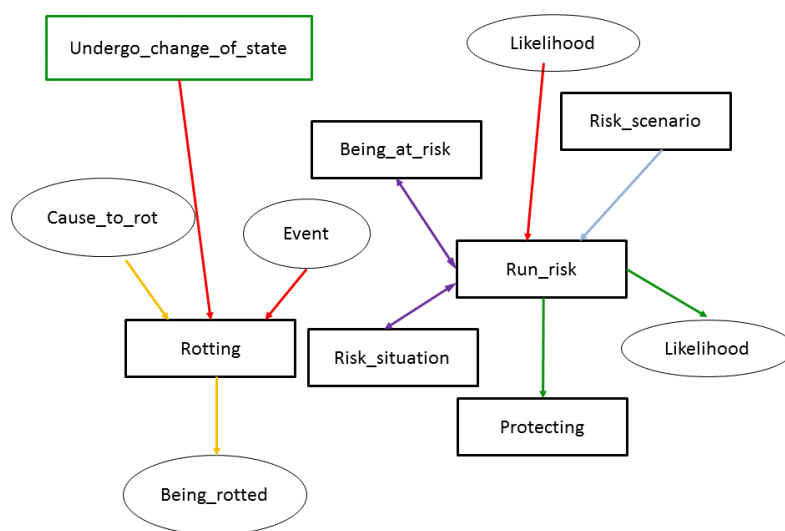 Undergo_change_of_state
Likelihood
Risk_scenario
Being_at_risk
Cause_to_rot
Event
Run_risk
Rotting
Risk_situation
Likelihood
Protecting
Being_rotted